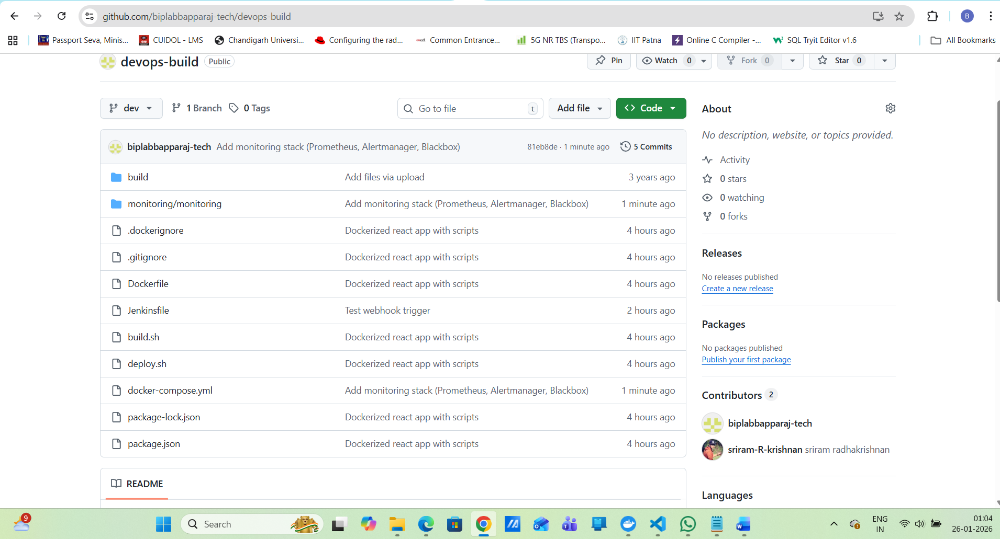 github.com/biplabbapparaj-tech/devops-build
B
Passport Seva, Minis...
CUIDOL - LMS
Chandigarh Universi...
Configuring the rad...
Common Entrance...
5G NR TBS (Transpo...
IIT Patna
Online C Compiler -...
SQL Tryit Editor v1.6
All Bookmarks
devops-build
Public
Pin
Watch 0
Fork 0
Star 0
dev
1 Branch
0 Tags
Go to file
t
Add file
Code
biplabbapparaj-tech Add monitoring stack (Prometheus, Alertmanager, Blackbox) 81eb8de · 1 minute ago 5 Commits
build Add files via upload 3 years ago
monitoring/monitoring Add monitoring stack (Prometheus, Alertmanager, Blackbox) 1 minute ago
.dockerignore Dockerized react app with scripts 4 hours ago
.gitignore Dockerized react app with scripts 4 hours ago
Dockerfile Dockerized react app with scripts 4 hours ago
Jenkinsfile Test webhook trigger 2 hours ago
build.sh Dockerized react app with scripts 4 hours ago
deploy.sh Dockerized react app with scripts 4 hours ago
docker-compose.yml Add monitoring stack (Prometheus, Alertmanager, Blackbox) 1 minute ago
package-lock.json Dockerized react app with scripts 4 hours ago
package.json Dockerized react app with scripts 4 hours ago
README
About
No description, website, or topics provided.
Activity
0 stars
0 watching
0 forks
Releases
No releases published
Create a new release
Packages
No packages published
Publish your first package
Contributors 2
biplabbapparaj-tech
sriram-R-krishnan sriram radhakrishnan
Languages
9
Search
ENG
IN
01:04
26-01-2026